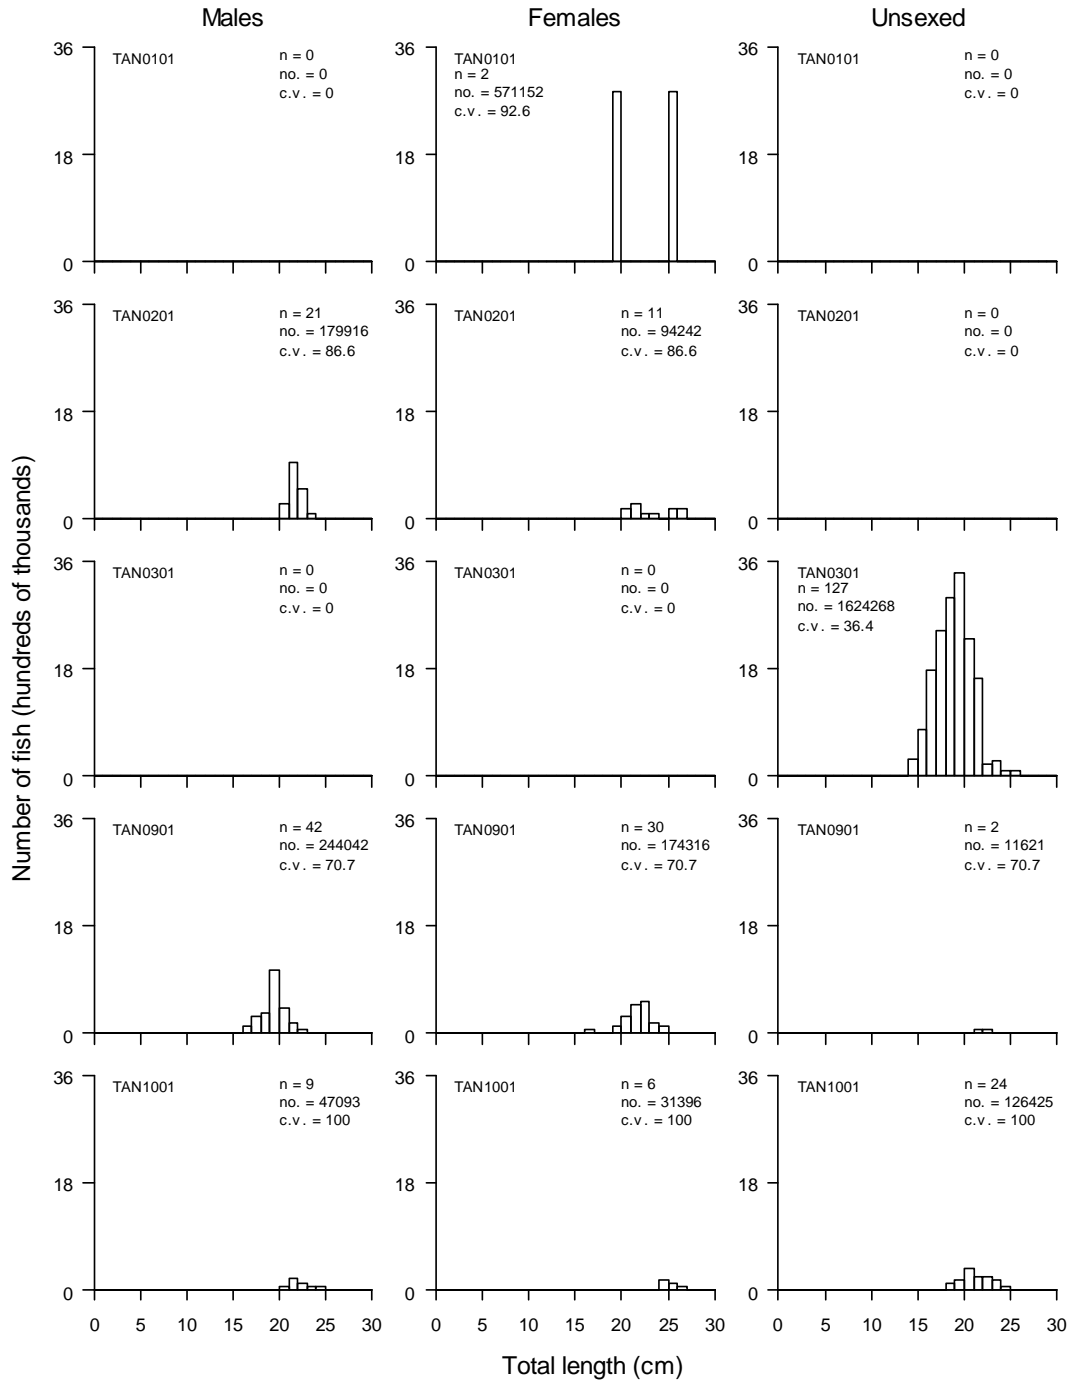 Males Females Unsexed
Number of fish (hundreds of thousands)
36
18
0
TAN0101
n = 0
no. = 0
c.v. = 0
0 5 10 15 20 25 30
36
18
0
TAN0101
n = 2
no. = 571152
c.v. = 92.6
36
18
0
TAN0101
n = 0
no. = 0
c.v. = 0
36
18
0
TAN0201
n = 21
no. = 179916
c.v. = 86.6
36
18
0
TAN0201
n = 11
no. = 94242
c.v. = 86.6
36
18
0
TAN0201
n = 0
no. = 0
c.v. = 0
36
18
0
TAN0301
n = 0
no. = 0
c.v. = 0
36
18
0
TAN0301
n = 0
no. = 0
c.v. = 0
36
18
0
TAN0301
n = 127
no. = 1624268
c.v. = 36.4
36
18
0
TAN0901
n = 42
no. = 244042
c.v. = 70.7
36
18
0
TAN0901
n = 30
no. = 174316
c.v. = 70.7
36
18
0
TAN0901
n = 2
no. = 11621
c.v. = 70.7
36
18
0
TAN1001
n = 9
no. = 47093
c.v. = 100
36
18
0
TAN1001
n = 6
no. = 31396
c.v. = 100
36
18
0
TAN1001
n = 24
no. = 126425
c.v. = 100
0 5 10 15 20 25 30
0 5 10 15 20 25 30
0 5 10 15 20 25 30
Total length (cm)